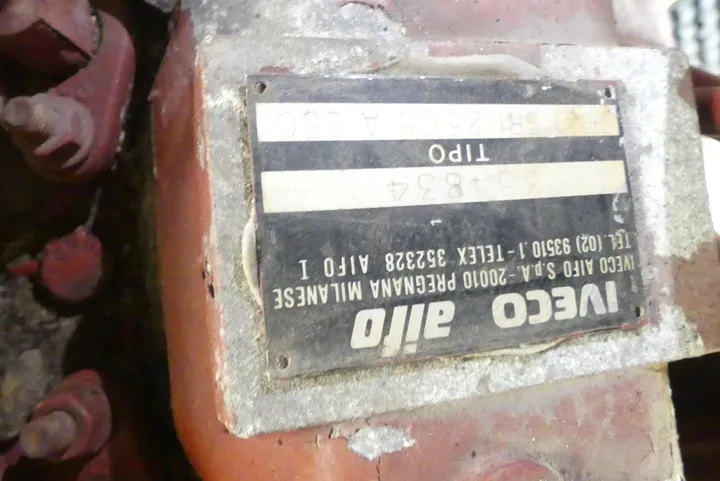 IVECO aifo
IVECO AIFO S.p.A.-20010 PREGNANA MILANESE
TEL. (02) 93510.1-TELEX 352328 AIFO I
TIPO